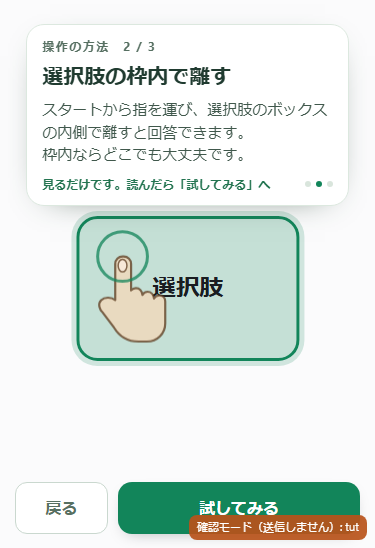 操作の方法 2 / 3
選択肢の枠内で離す
スタートから指を運び、選択肢のボックス
の内側で離すと回答できます。
枠内ならどこでも大丈夫です。
見るだけです。読んだら「試してみる」へ
選択肢
戻る
試してみる
確認モード（送信しません）: tut